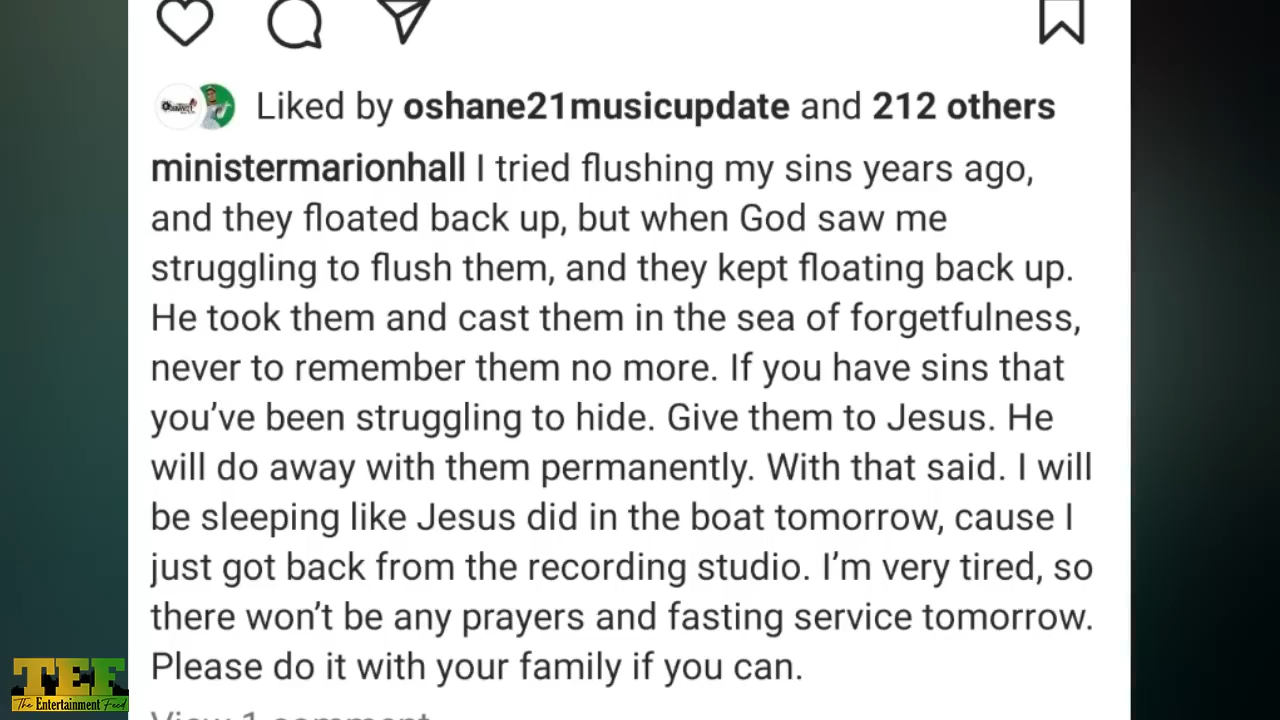 Liked by oshane21musicupdate and 212 others
ministermarionhall I tried flushing my sins years ago,
and they floated back up, but when God saw me
struggling to flush them, and they kept floating back up.
He took them and cast them in the sea of forgetfulness,
never to remember them no more. If you have sins that
you’ve been struggling to hide. Give them to Jesus. He
will do away with them permanently. With that said. I will
be sleeping like Jesus did in the boat tomorrow, cause I
just got back from the recording studio. I’m very tired, so
there won’t be any prayers and fasting service tomorrow.
Please do it with your family if you can.
View 1 comment
TEF
The Entertainment Feed